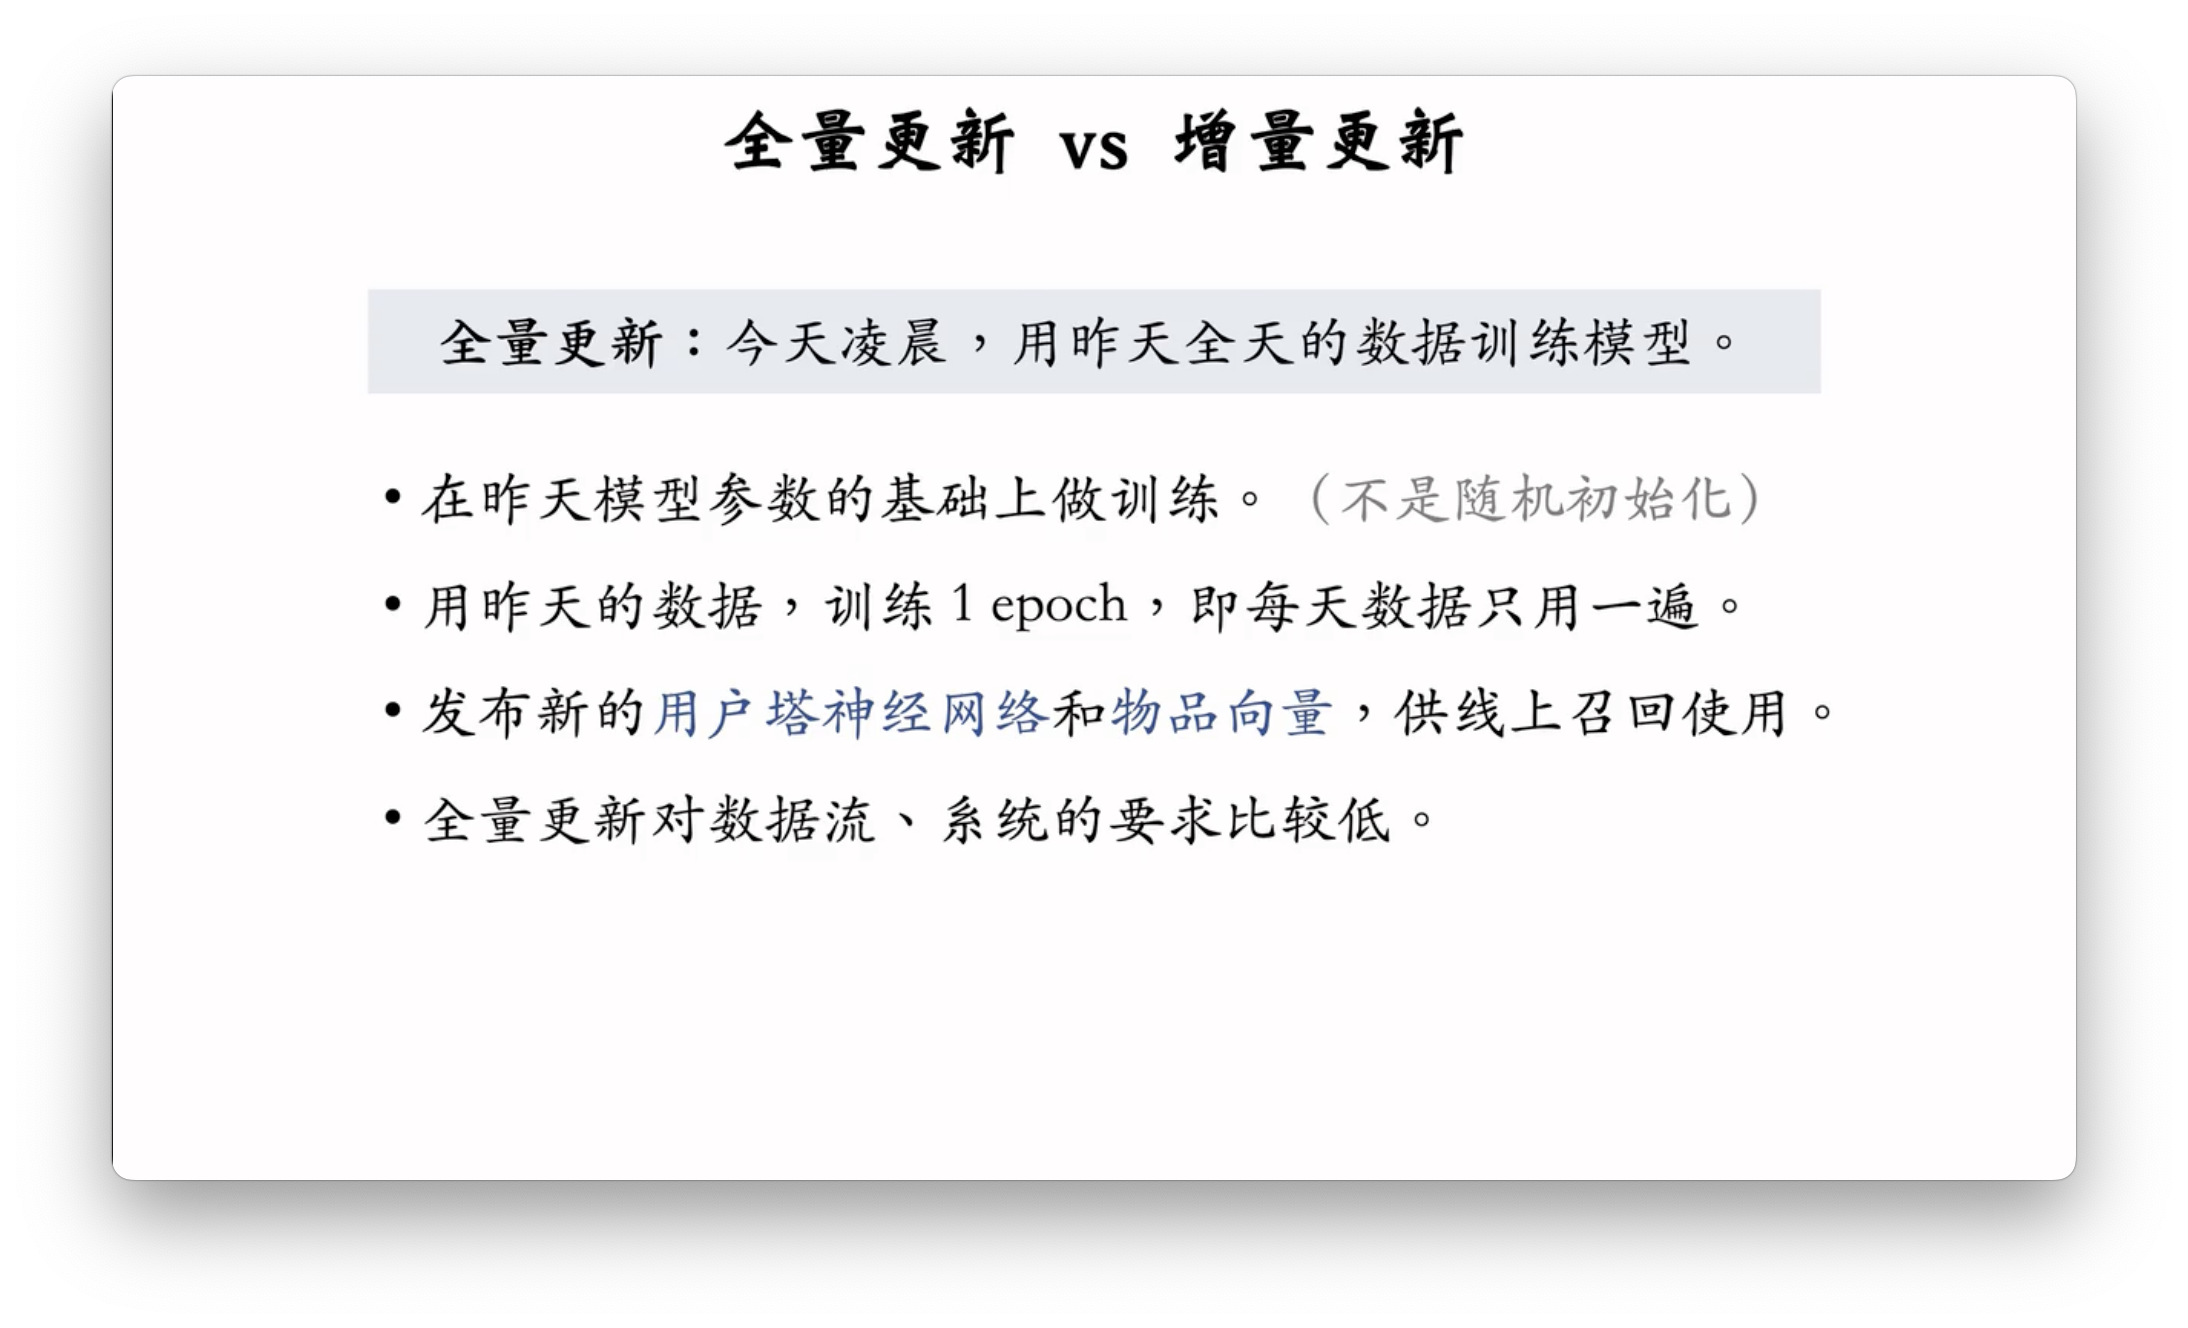 全量更新 vs 增量更新
全量更新：今天凌晨，用昨天全天的数据训练模型。
• 在昨天模型参数的基础上做训练。（不是随机初始化）
• 用昨天的数据，训练 1 epoch，即每天数据只用一遍。
• 发布新的用户塔神经网络和物品向量，供线上召回使用。
• 全量更新对数据流、系统的要求比较低。